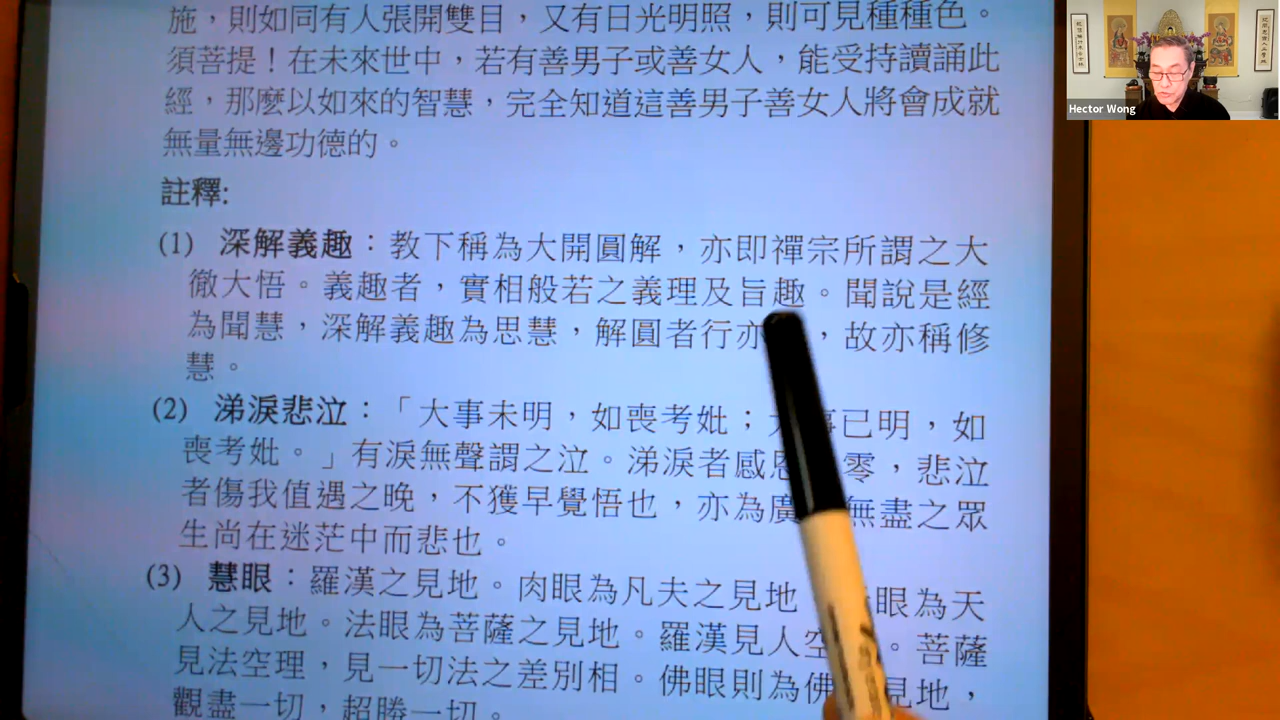 施，則如同有人張開雙目，又有日光明照，則可見種種色。
須菩提！在未來世中，若有善男子或善女人，能受持讀誦此
經，那麼以如來的智慧，完全知道這善男子善女人將會成就
無量無邊功德的。
註釋:
(1) 深解義趣：教下稱為大開圓解，亦即禪宗所謂之大
徹大悟。義趣者，實相般若之義理及旨趣。聞說是經
為聞慧，深解義趣為思慧，解圓者行亦，故亦稱修
慧。
(2) 涕淚悲泣：「大事未明，如喪考妣；事已明，如
喪考妣。」有淚無聲謂之泣。涕淚者感零，悲泣
者傷我值遇之晚，不獲早覺悟也，亦為廣無盡之眾
生尚在迷茫中而悲也。
(3) 慧眼：羅漢之見地。肉眼為凡夫之見地眼為天
人之見地。法眼為菩薩之見地。羅漢見人空。菩薩
見法空理，見一切法之差別相。佛眼則為佛見地，
觀盡一切，超勝一切。
Hector Wong